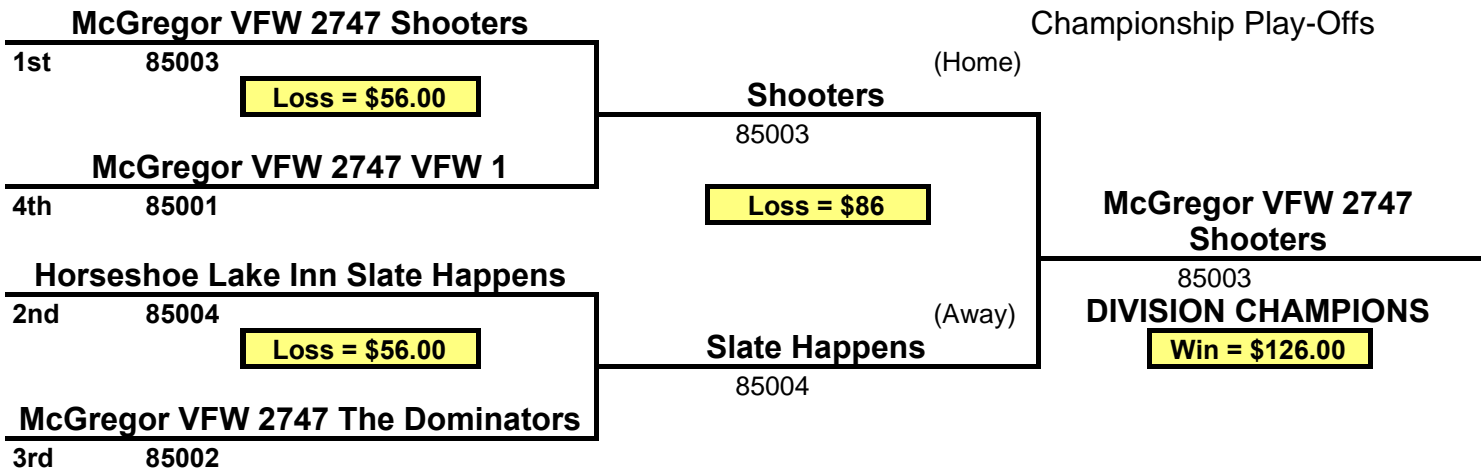 McGregor VFW 2747 Shooters
1st 85003
Loss = $56.00
McGregor VFW 2747 VFW 1
4th 85001
Horseshoe Lake Inn Slate Happens
2nd 85004
Loss = $56.00
McGregor VFW 2747 The Dominators
3rd 85002
(Home)
Shooters
85003
Loss = $86
(Away)
Slate Happens
85004
Championship Play-Offs
McGregor VFW 2747
Shooters
85003
DIVISION CHAMPIONS
Win = $126.00